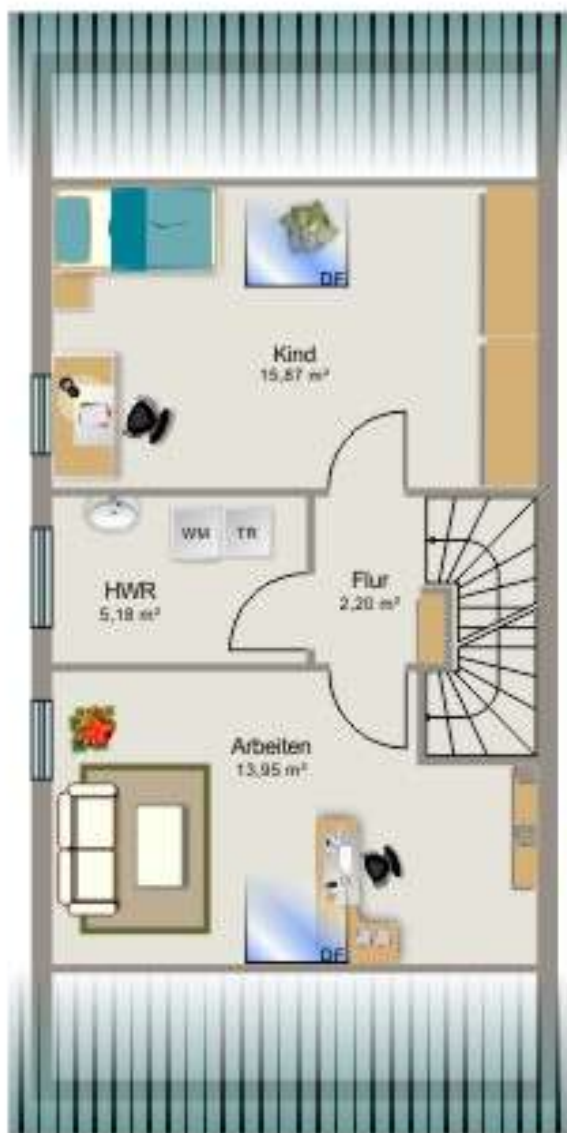 DF
Kind
15,87 m²
WM TR
HWR
5,18 m²
Flur
2,20 m²
Arbeiten
13,95 m²
DF